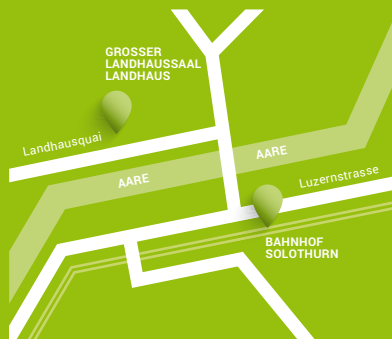 GROSSER
LANDHAUSSAAL
LANDHAUS
Landhausquai
AARE
AARE
Luzernstrasse
BAHNHOF
SOLOTHURN